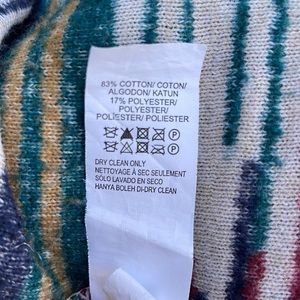 83% COTTON/ COTON/
ALGODON/ KATUN
17% POLYESTER/
POLYESTER/
POLIESTER/ POLIESTER
DRY CLEAN ONLY
NETTOYAGE À SEC SEULEMENT
SÓLO LAVADO EN SECO
HANYA BOLEH DI-DRY CLEAN